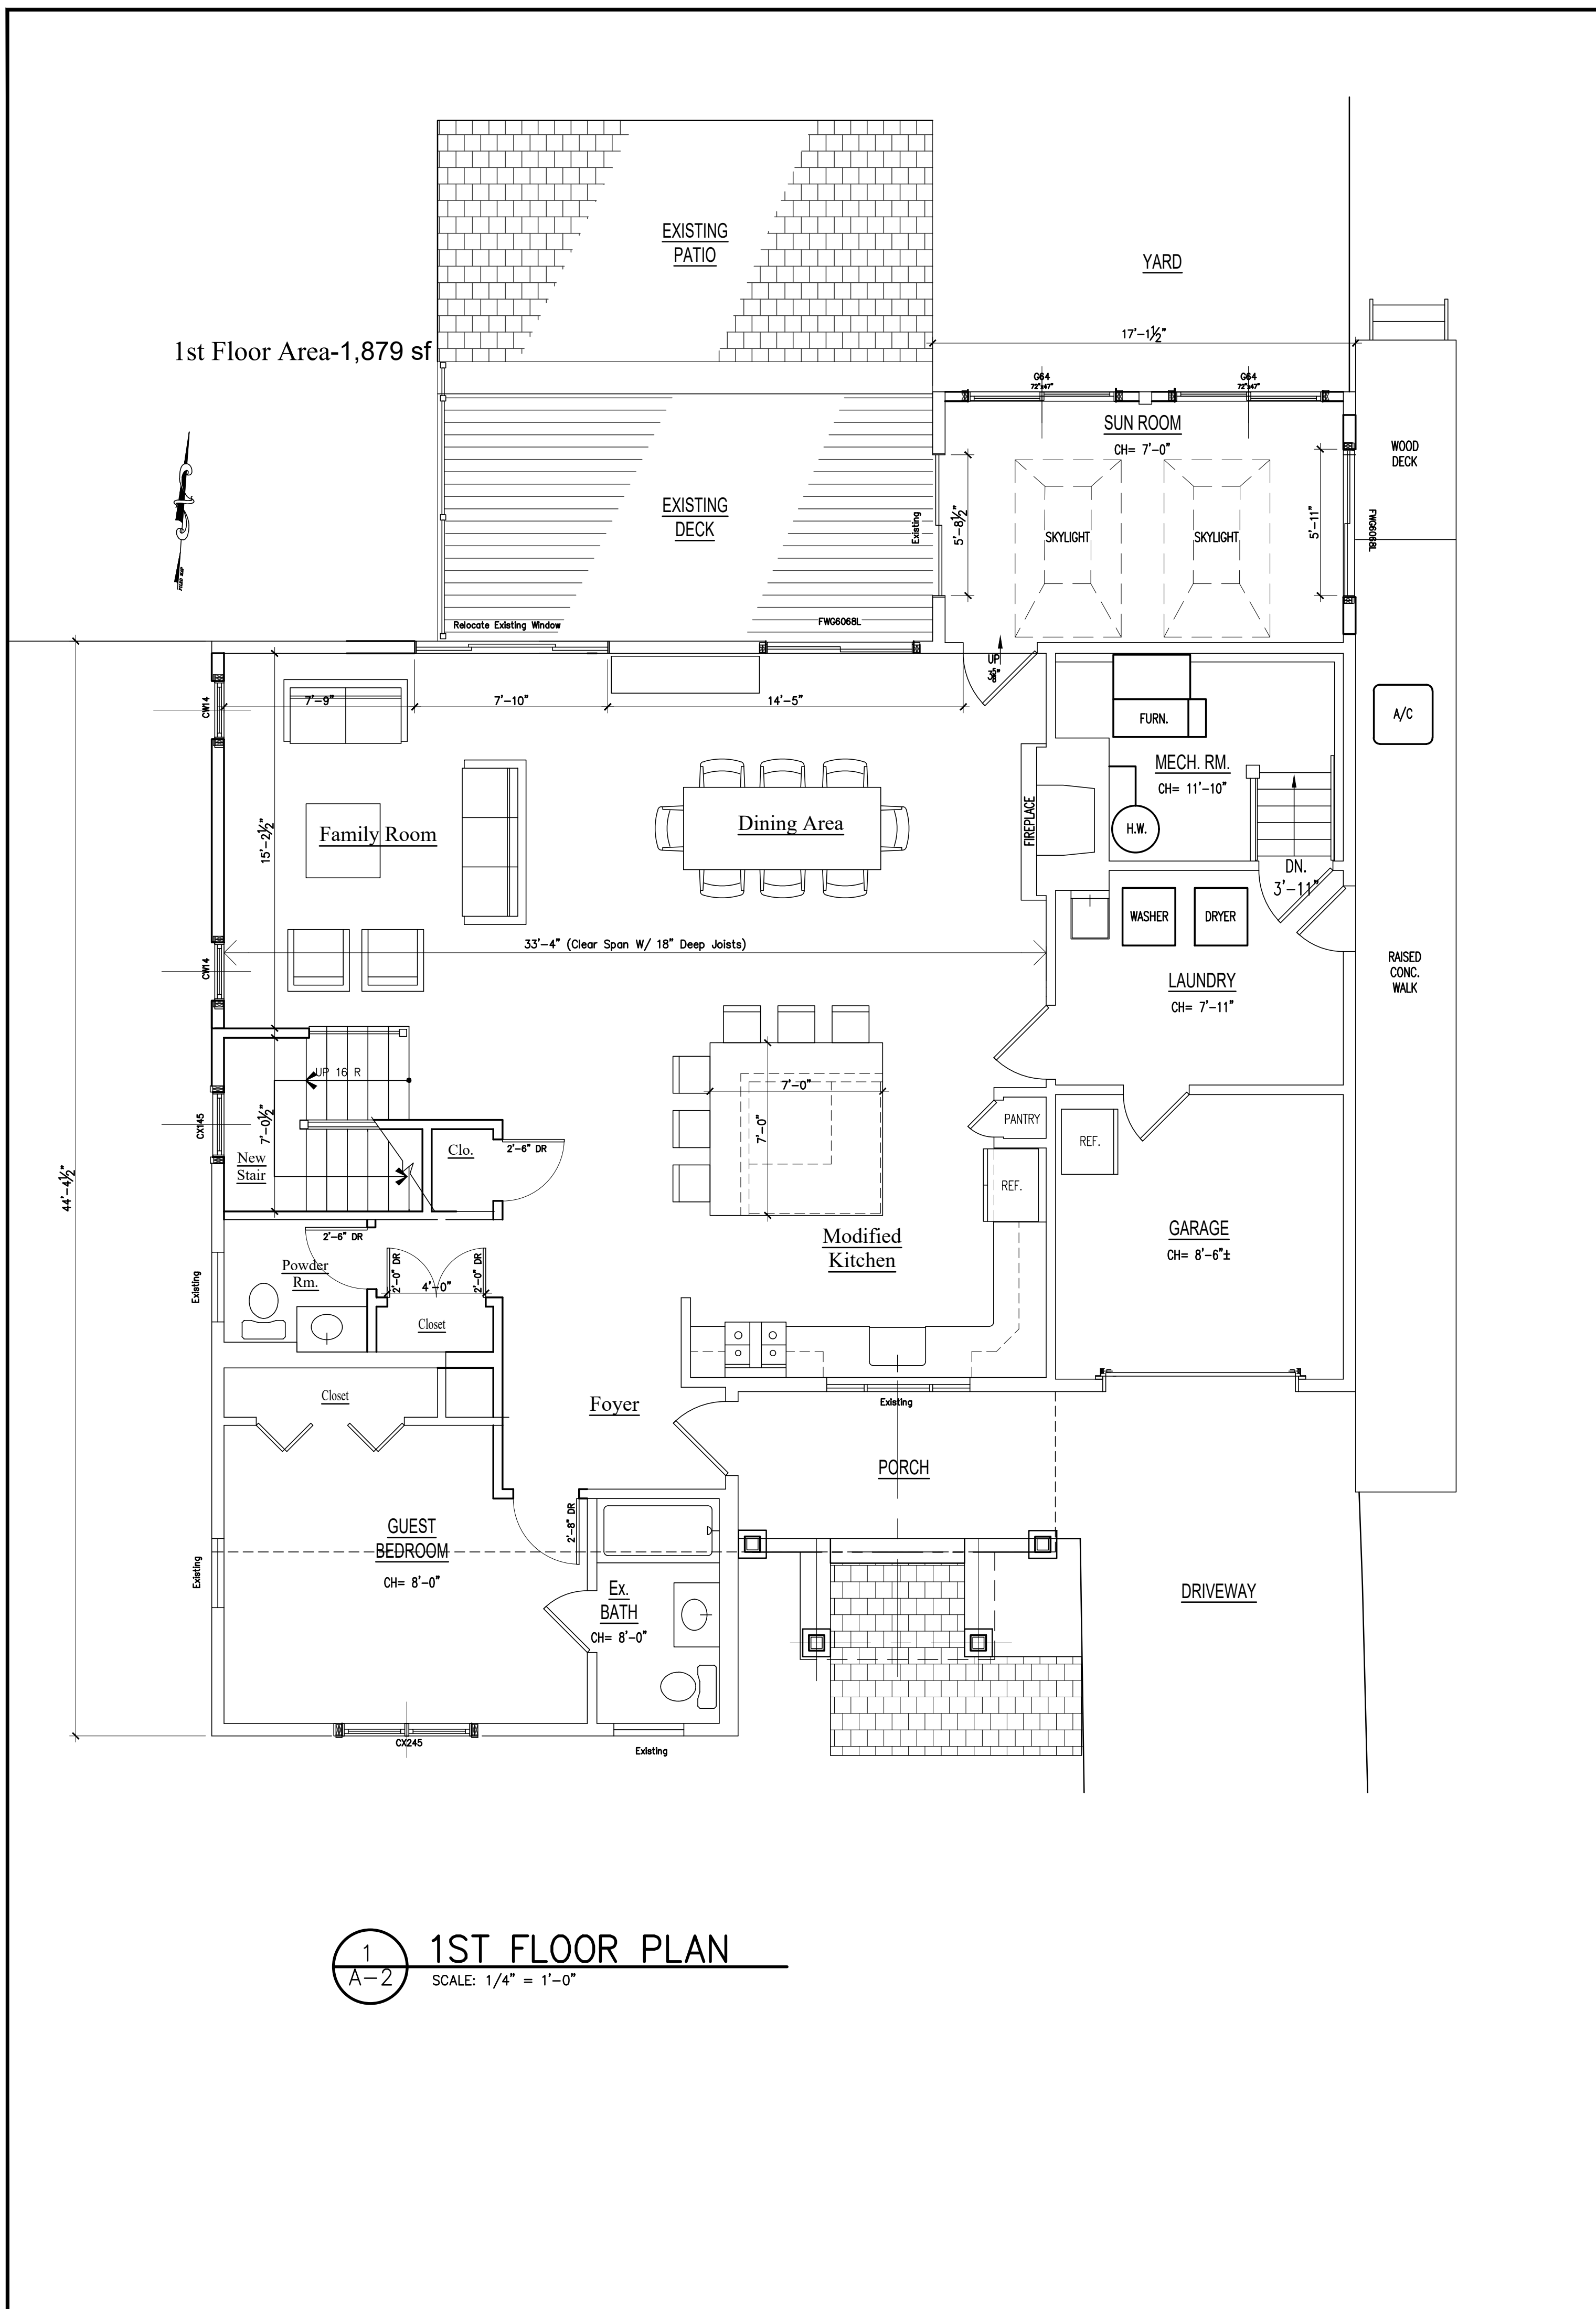 EXISTING
PATIO
YARD
1st Floor Area-1,879 sf
17'-1½"
G64
72"x47"
G64
72"x47"
SUN ROOM
CH= 7'-0"
WOOD
DECK
EXISTING
DECK
Existing
5'-8½"
SKYLIGHT
SKYLIGHT
5'-11"
FWG6068L
Relocate Existing Window
FWG6068L
UP
CW14
7'-9"
7'-10"
14'-5"
FURN.
A/C
MECH. RM.
CH= 11'-10"
15'-2½"
Family Room
Dining Area
FIREPLACE
H.W.
DN.
3'-11"
WASHER
DRYER
33'-4" (Clear Span W/ 18" Deep Joists)
CW14
RAISED
CONC.
WALK
LAUNDRY
CH= 7'-11"
UP 16 R
7'-0"
7'-0"
CX145
7'-0½"
PANTRY
REF.
New
Stair
Clo.
2'-6" DR
44'-4½"
REF.
2'-6" DR
Modified
Kitchen
GARAGE
CH= 8'-6"±
Powder
Rm.
2'-0" DR
4'-0"
2'-0" DR
Existing
Closet
Closet
Foyer
Existing
PORCH
GUEST
BEDROOM
CH= 8'-0"
2'-8" DR
Existing
Ex.
BATH
CH= 8'-0"
DRIVEWAY
CX245
Existing
1
A-2
1ST FLOOR PLAN
SCALE: 1/4" = 1'-0"